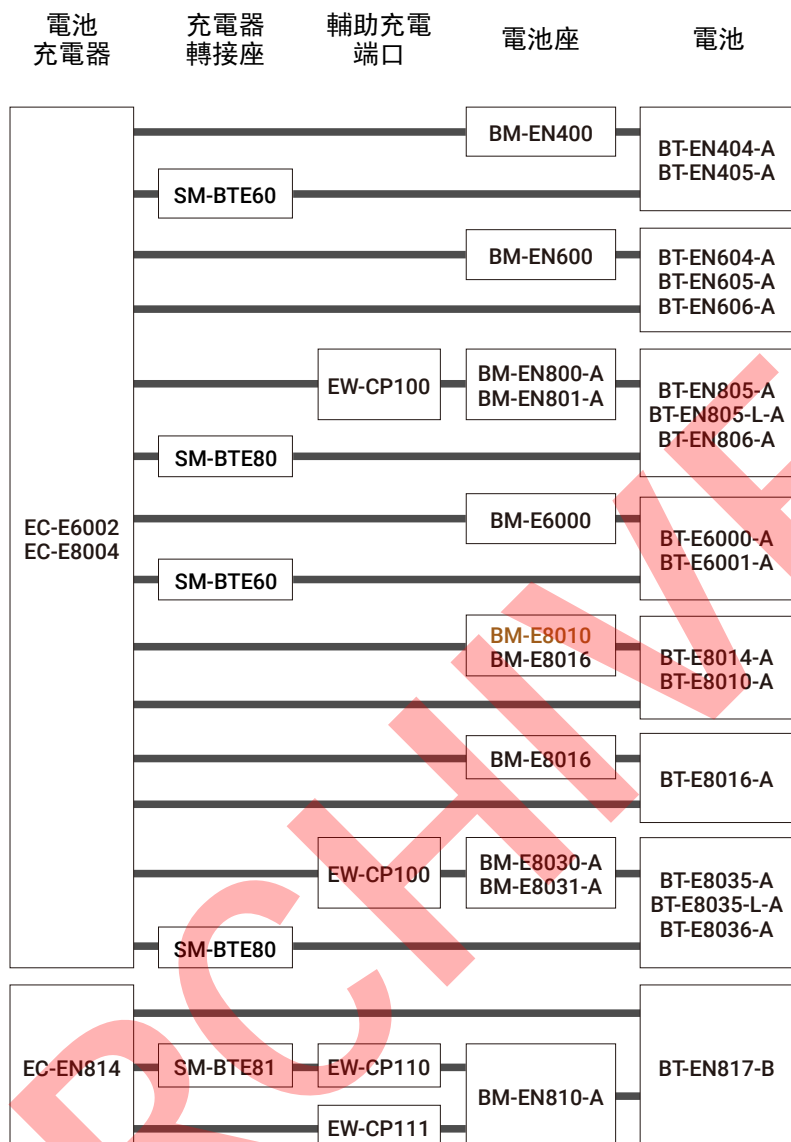 電池
充電器
充電器
轉接座
輔助充電
端口
電池座
電池
EC-E6002
EC-E8004
BM-EN400
BT-EN404-A
BT-EN405-A
SM-BTE60
BM-EN600
BT-EN604-A
BT-EN605-A
BT-EN606-A
EW-CP100
BM-EN800-A
BM-EN801-A
BT-EN805-A
BT-EN805-L-A
BT-EN806-A
SM-BTE80
BM-E6000
BT-E6000-A
BT-E6001-A
SM-BTE60
BM-E8010
BM-E8016
BT-E8014-A
BT-E8010-A
BM-E8016
BT-E8016-A
EW-CP100
BM-E8030-A
BM-E8031-A
BT-E8035-A
BT-E8035-L-A
BT-E8036-A
SM-BTE80
EC-EN814
SM-BTE81
EW-CP110
BM-EN810-A
BT-EN817-B
EW-CP111